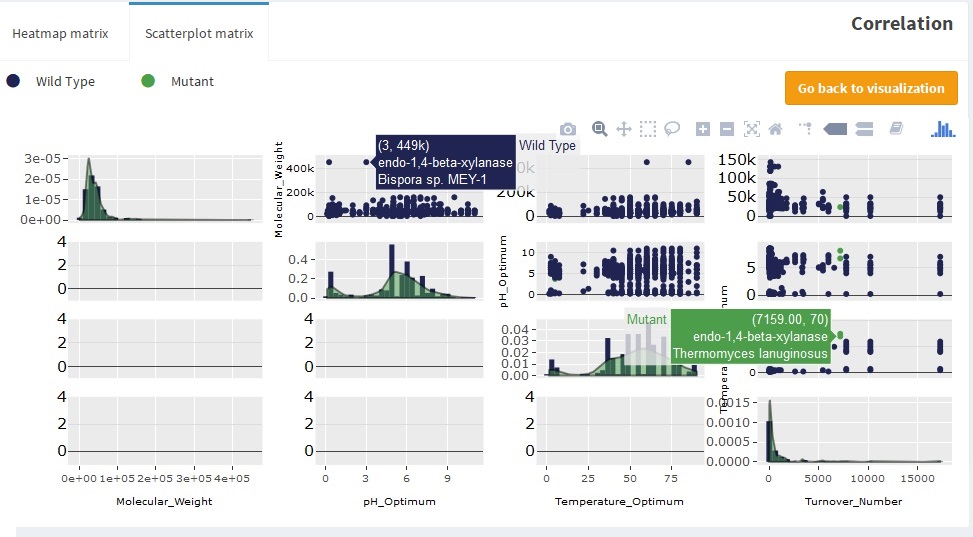 Heatmap matrix
Scatterplot matrix
Correlation
Wild Type
Mutant
Go back to visualization
3e-05
2e-05
1e-05
0e+00
Molecular_Weight
400k
0
(3, 449k)
endo-1,4-beta-xylanase
Bispora sp. MEY-1
Wild Type
200k
0
150k
100k
50k
0
4
2
0
0.4
0.2
0.0
pH_Optimum
10
5
0
5
0
4
2
0
4
2
0
Mutant
0.04
0.03
0.02
0.01
0.00
(7159.00, 70)
endo-1,4-beta-xylanase
Thermomyces lanuginosus
0
4
2
0
4
2
0
4
2
0
0.0015
0.0010
0.0005
0.0000
0e+00 1e+05 2e+05 3e+05 4e+05
0 3 6 9
0 25 50 75
0 5000 10000 15000
Molecular_Weight
pH_Optimum
Temperature_Optimum
Turnover_Number